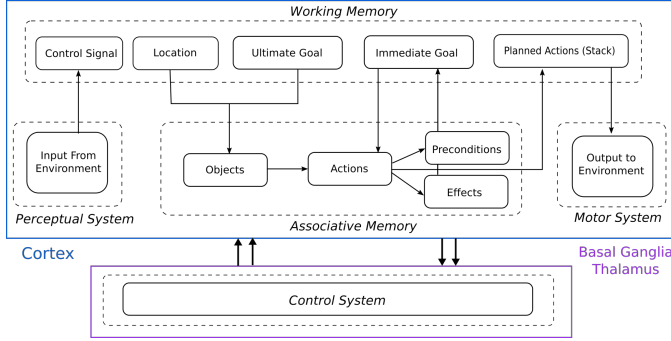 Working Memory
Control Signal
Location
Ultimate Goal
Immediate Goal
Planned Actions (Stack)
Input From
Environment
Perceptual System
Objects
Actions
Preconditions
Effects
Associative Memory
Output to
Environment
Motor System
Cortex
Basal Ganglia
Thalamus
Control System